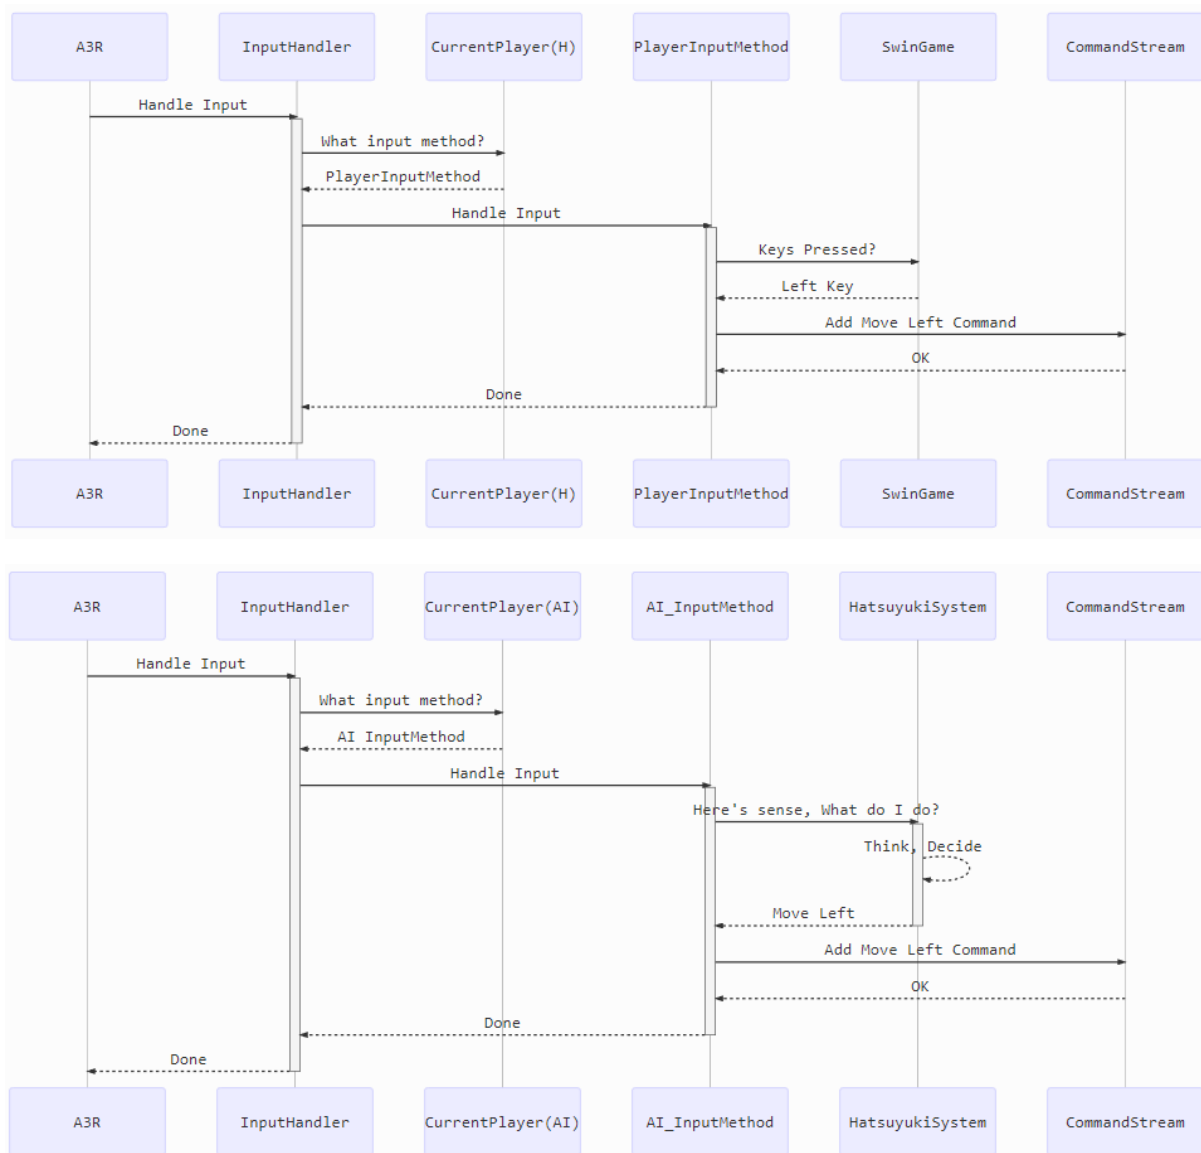 A3R
InputHandler
CurrentPlayer(H)
PlayerInputMethod
SwinGame
CommandStream
Handle Input
What input method?
PlayerInputMethod
Handle Input
Keys Pressed?
Left Key
Add Move Left Command
OK
Done
Done
A3R
InputHandler
CurrentPlayer(H)
PlayerInputMethod
SwinGame
CommandStream
A3R
InputHandler
CurrentPlayer(AI)
AI_InputMethod
HatsuyukiSystem
CommandStream
Handle Input
What input method?
AI InputMethod
Handle Input
Here's sense, What do I do?
Think, Decide
Move Left
Add Move Left Command
OK
Done
Done
A3R
InputHandler
CurrentPlayer(AI)
AI_InputMethod
HatsuyukiSystem
CommandStream